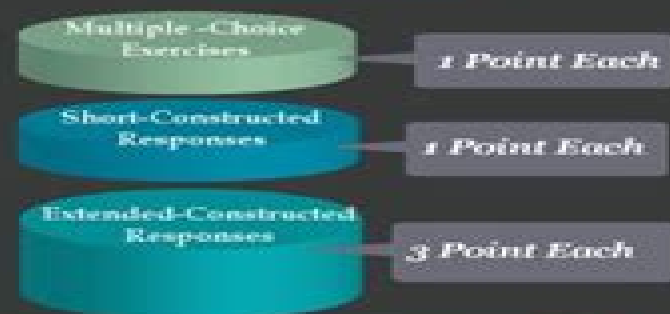 Multiple -Choice
Exercises
1 Point Each
Short-Constructed
Responses
1 Point Each
Extended-Constructed
Responses
3 Point Each